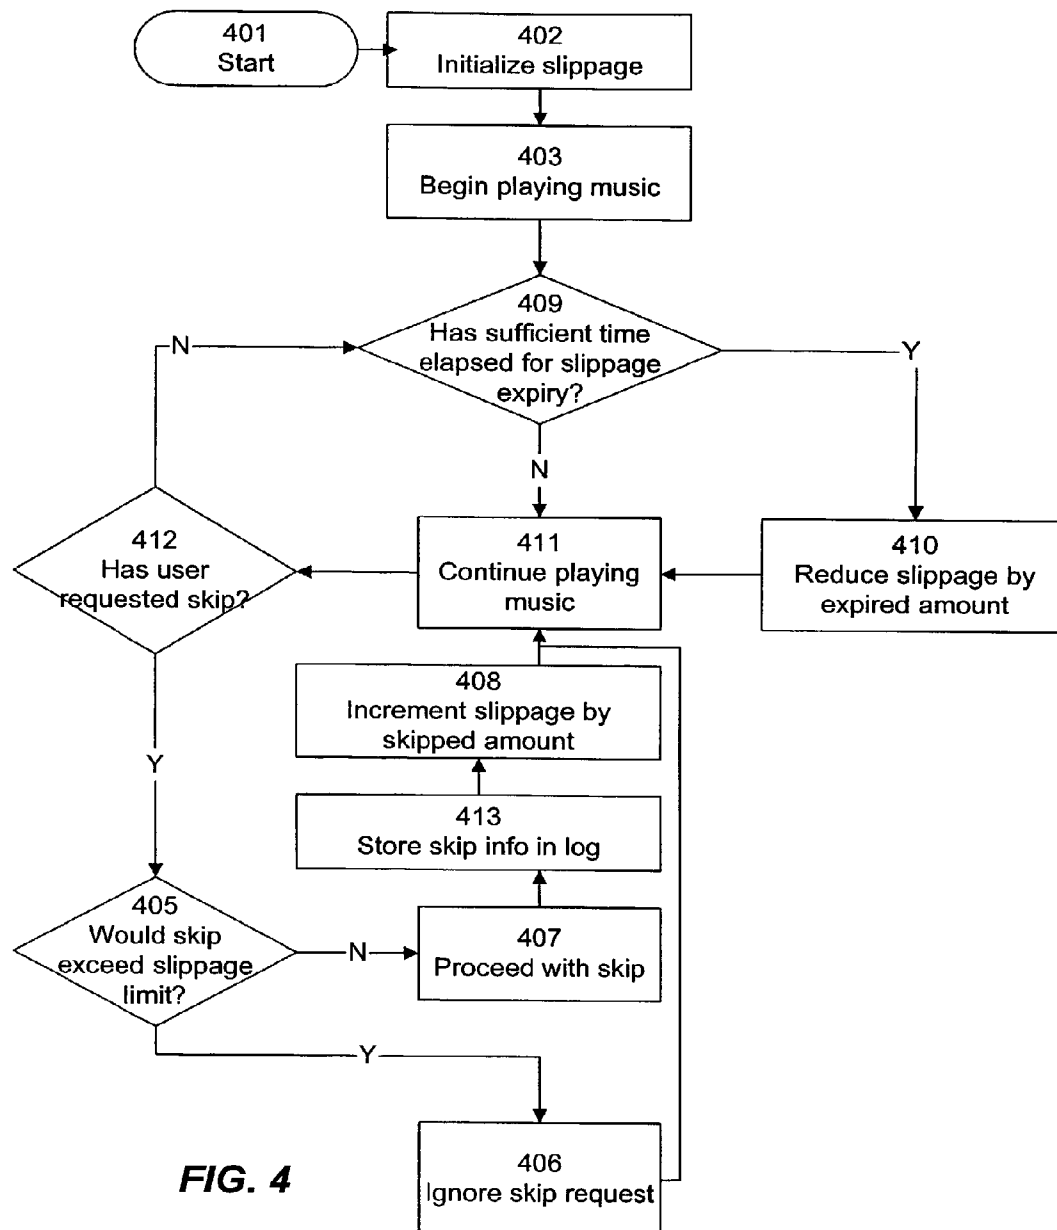 401
Start
402
Initialize slippage
403
Begin playing music
409
Has sufficient time
elapsed for slippage
expiry?
N
Y
N
412
Has user
requested skip?
411
Continue playing
music
410
Reduce slippage by
expired amount
408
Increment slippage by
skipped amount
Y
413
Store skip info in log
405
Would skip
exceed slippage
limit?
N
407
Proceed with skip
Y
406
Ignore skip request
FIG. 4